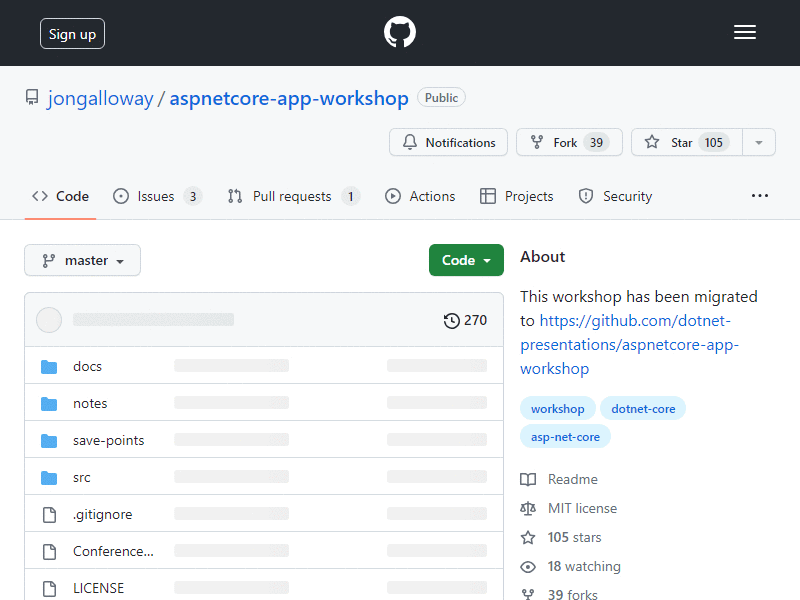 Sign up
jongalloway / aspnetcore-app-workshop Public
Notifications Fork 39 Star 105
Code Issues 3 Pull requests 1 Actions Projects Security
master Code
About
This workshop has been migrated
to https://github.com/dotnet-
presentations/aspnetcore-app-
workshop
270
docs
notes
save-points
src
.gitignore
Conference...
LICENSE
workshop dotnet-core
asp-net-core
Readme
MIT license
105 stars
18 watching
39 forks